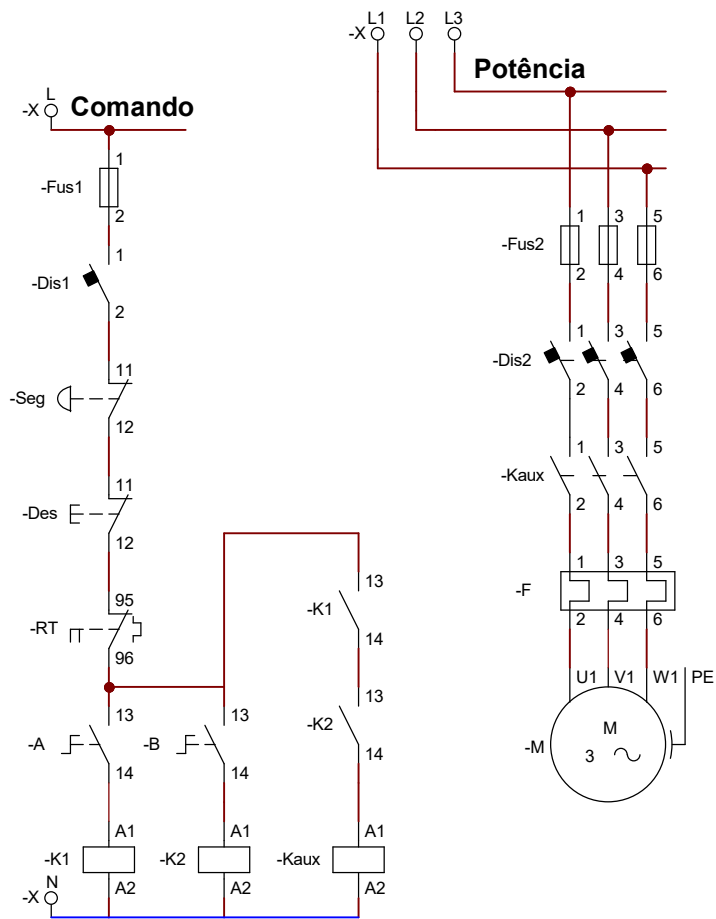 L1 L2 L3
-X
Potência
L
-X
Comando
1
-Fus1
2
1
-Dis1
2
11
-Seg
12
11
-Des
12
95
-RT
96
13
-A
14
13
-B
14
13
-K1
14
13
-K2
14
A1
-K1
A2
A1
-K2
A2
A1
-Kaux
A2
N
-X
1 3 5
-Fus2
2 4 6
1 3 5
-Dis2
2 4 6
1 3 5
-Kaux
2 4 6
1 3 5
-F
2 4 6
U1 V1 W1 PE
M
-M
3